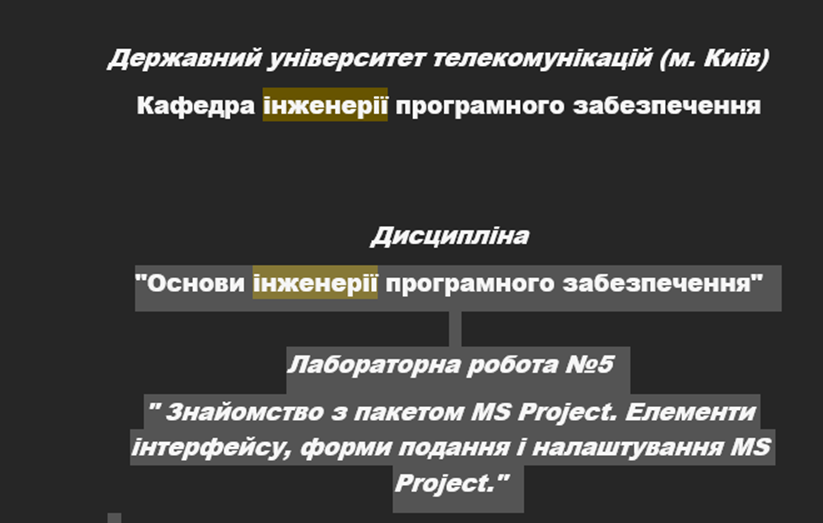 Державний університет телекомунікацій (м. Київ)
Кафедра інженерії програмного забезпечення
Дисципліна
"Основи інженерії програмного забезпечення"
Лабораторна робота №5
" Знайомство з пакетом MS Project. Елементи
інтерфейсу, форми подання і налаштування MS
Project."